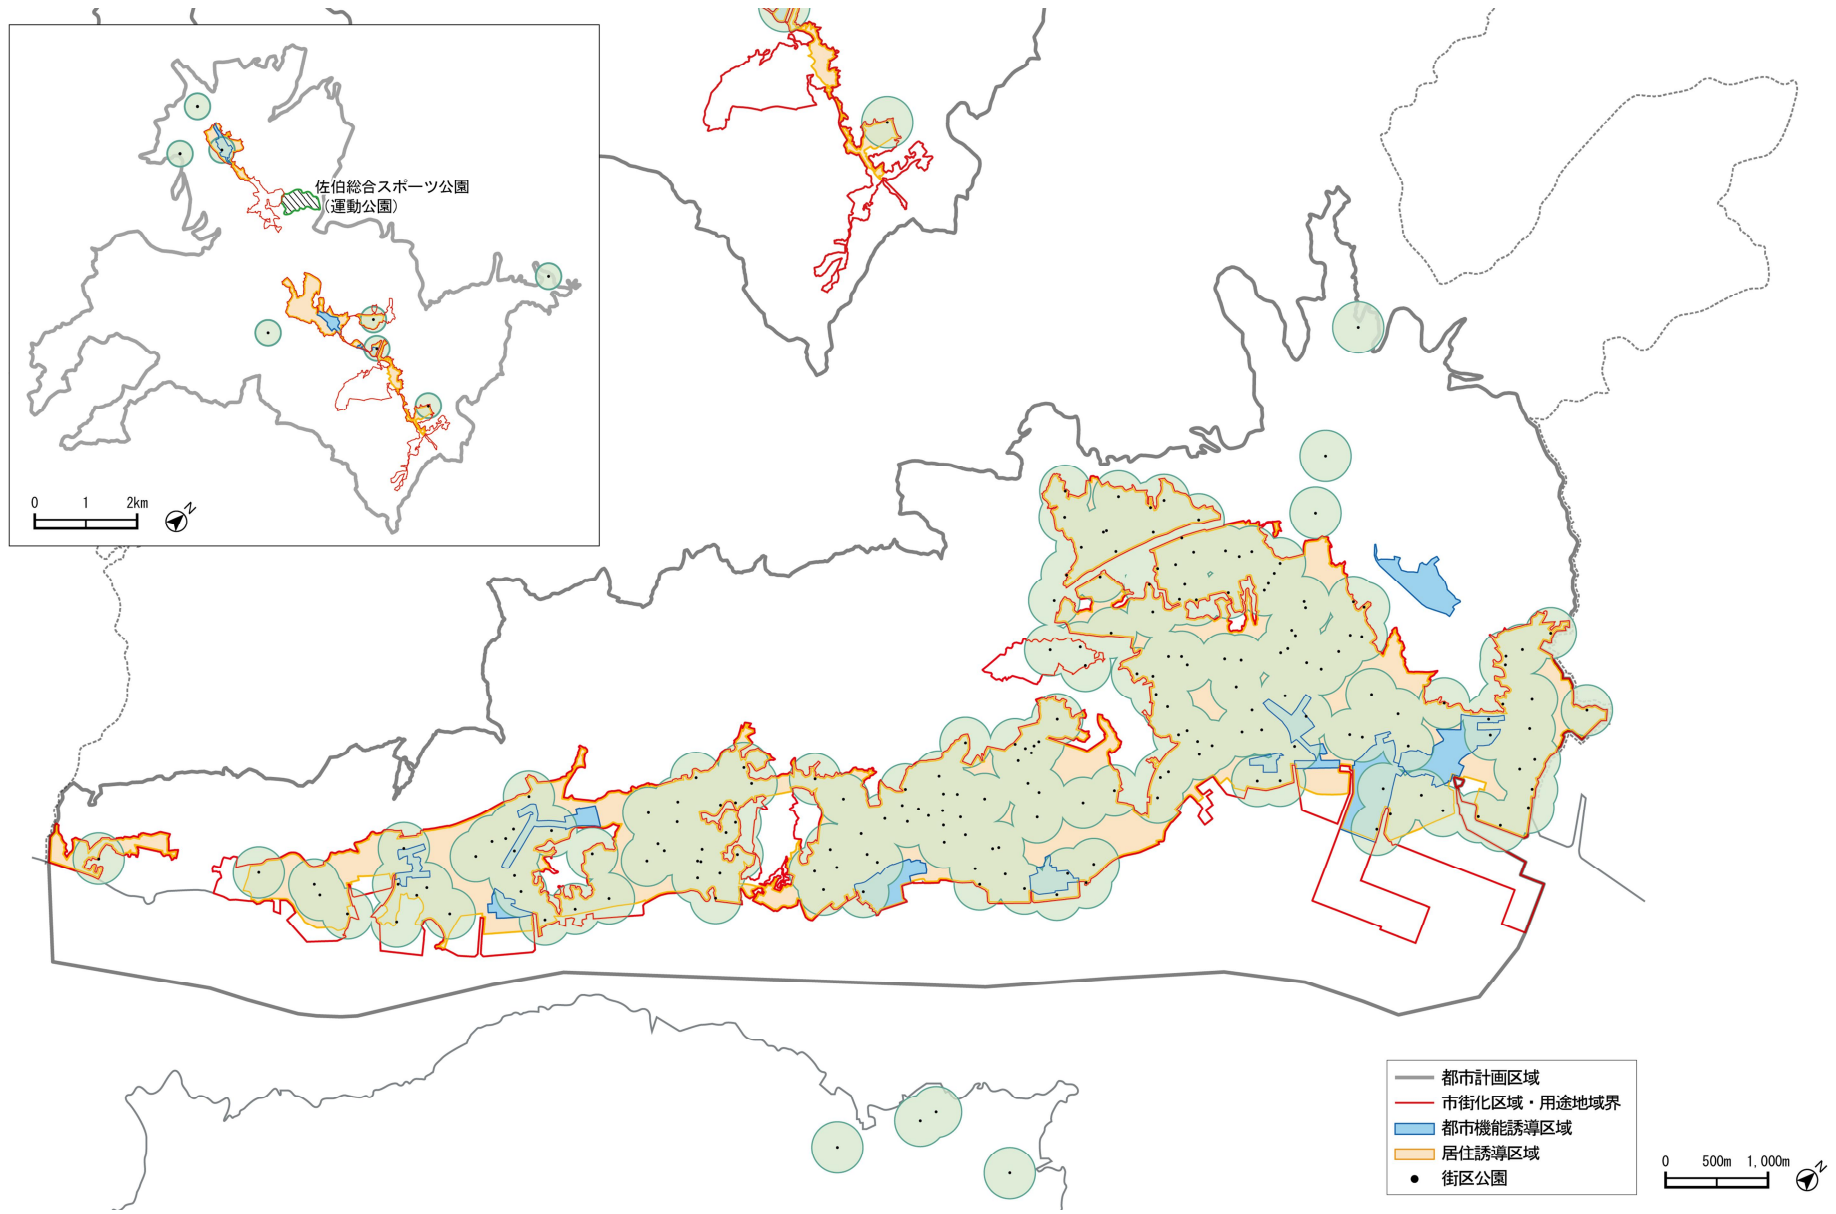 佐伯総合スポーツ公園
（運動公園）
0 1 2km
N
都市計画区域
市街化区域・用途地域界
都市機能誘導区域
居住誘導区域
街区公園
0 500m 1,000m
N